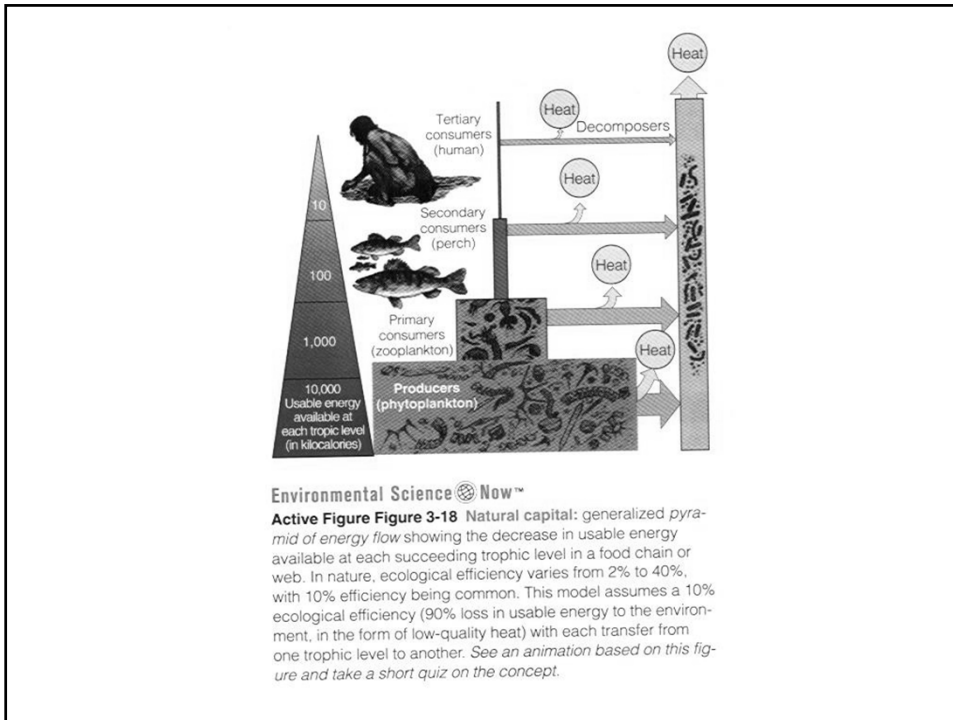 Heat
Heat
Tertiary
consumers
(human)
Decomposers
Heat
10
Secondary
consumers
(perch)
100
Heat
Primary
consumers
(zooplankton)
1,000
Heat
10,000
Usable energy
available at
each tropic level
(in kilocalories)
Producers
(phytoplankton)
Environmental Science Now™
Active Figure Figure 3-18 Natural capital: generalized pyra-
mid of energy flow showing the decrease in usable energy
available at each succeeding trophic level in a food chain or
web. In nature, ecological efficiency varies from 2% to 40%,
with 10% efficiency being common. This model assumes a 10%
ecological efficiency (90% loss in usable energy to the environ-
ment, in the form of low-quality heat) with each transfer from
one trophic level to another. See an animation based on this fig-
ure and take a short quiz on the concept.